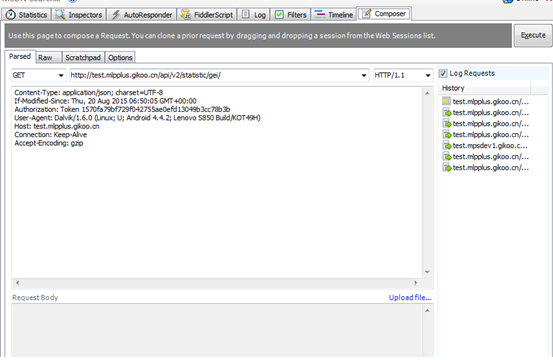 Statistics Inspectors AutoResponder FiddlerScript Log Filters Timeline Composer
Use this page to compose a Request. You can clone a prior request by dragging and dropping a session from the Web Sessions list.
Execute
Parsed Raw Scratchpad Options
GET http://test.mlpplus.gikoo.cn/api/v2/statistic/gei/ HTTP/1.1
Log Requests
History
Content-Type: application/json; charset=UTF-8
If-Modified-Since: Thu, 20 Aug 2015 06:50:05 GMT+00:00
Authorization: Token 1570fa79bf729f042755ae0efd13049b3cc78b3b
User-Agent: Dalvik/1.6.0 (Linux; U; Android 4.4.2; Lenovo S850 Build/KOT49H)
Host: test.mlpplus.gikoo.cn
Connection: Keep-Alive
Accept-Encoding: gzip
test.mlpplus.gikoo.cn/...
test.mlpplus.gikoo.cn/...
test.mlpplus.gikoo.cn/...
test.mlpplus.gikoo.cn/...
test.mpsdev1.gikoo.c...
test.mlpplus.gikoo.cn/...
test.mlpplus.gikoo.cn/...
Request Body
Upload file...